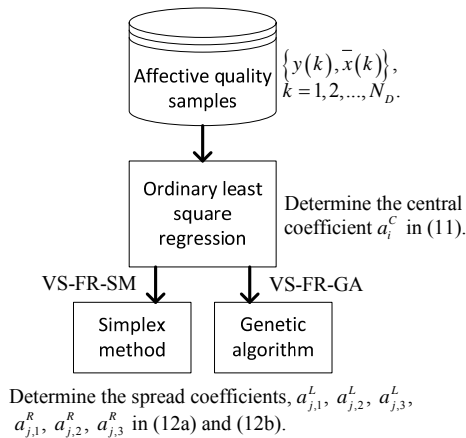 Affective quality
samples
{y(k), x̅(k)},
k = 1,2,...,N_D.
Ordinary least
square
regression
Determine the central
coefficient a_i^C in (11).
VS-FR-SM
VS-FR-GA
Simplex
method
Genetic
algorithm
Determine the spread coefficients, a_{j,1}^L, a_{j,2}^L, a_{j,3}^L,
a_{j,1}^R, a_{j,2}^R, a_{j,3}^R in (12a) and (12b).